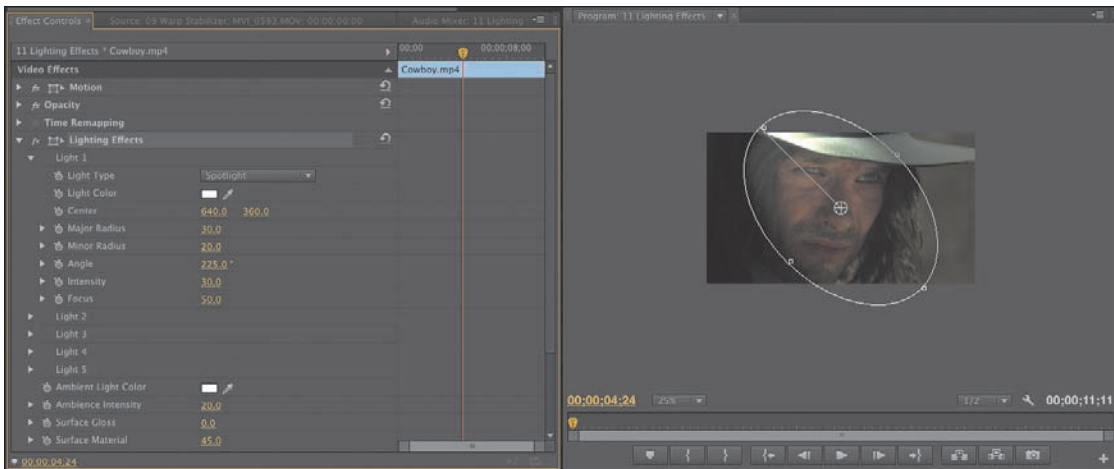 Effect Controls
Source: 09 Warp Stabilizer: MVI_0593.MOV: 00:00:00:00
Audio Mixer: 11 Lighting
Program: 11 Lighting Effects
11 Lighting Effects * Cowboy.mp4
00:00
00:00:08:00
Video Effects
Cowboy.mp4
fx Motion
fx Opacity
Time Remapping
fx Lighting Effects
Light 1
Light Type Spotlight
Light Color
Center 640.0 360.0
Major Radius 30.0
Minor Radius 20.0
Angle 225.0 °
Intensity 30.0
Focus 50.0
Light 2
Light 3
Light 4
Light 5
Ambient Light Color
Ambience Intensity 20.0
Surface Gloss 0.0
Surface Material 45.0
00:00:04:24
00;00;04;24 25% 1/2 00;00;11;11